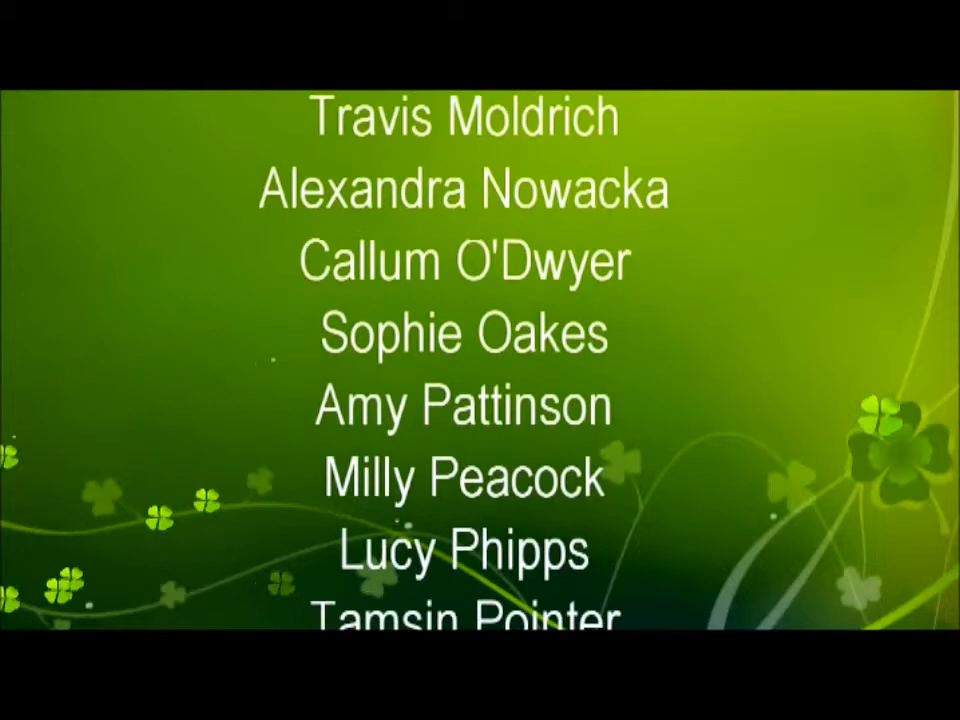 Travis Moldrich
Alexandra Nowacka
Callum O'Dwyer
Sophie Oakes
Amy Pattinson
Milly Peacock
Lucy Phipps
Tamsin Pointer